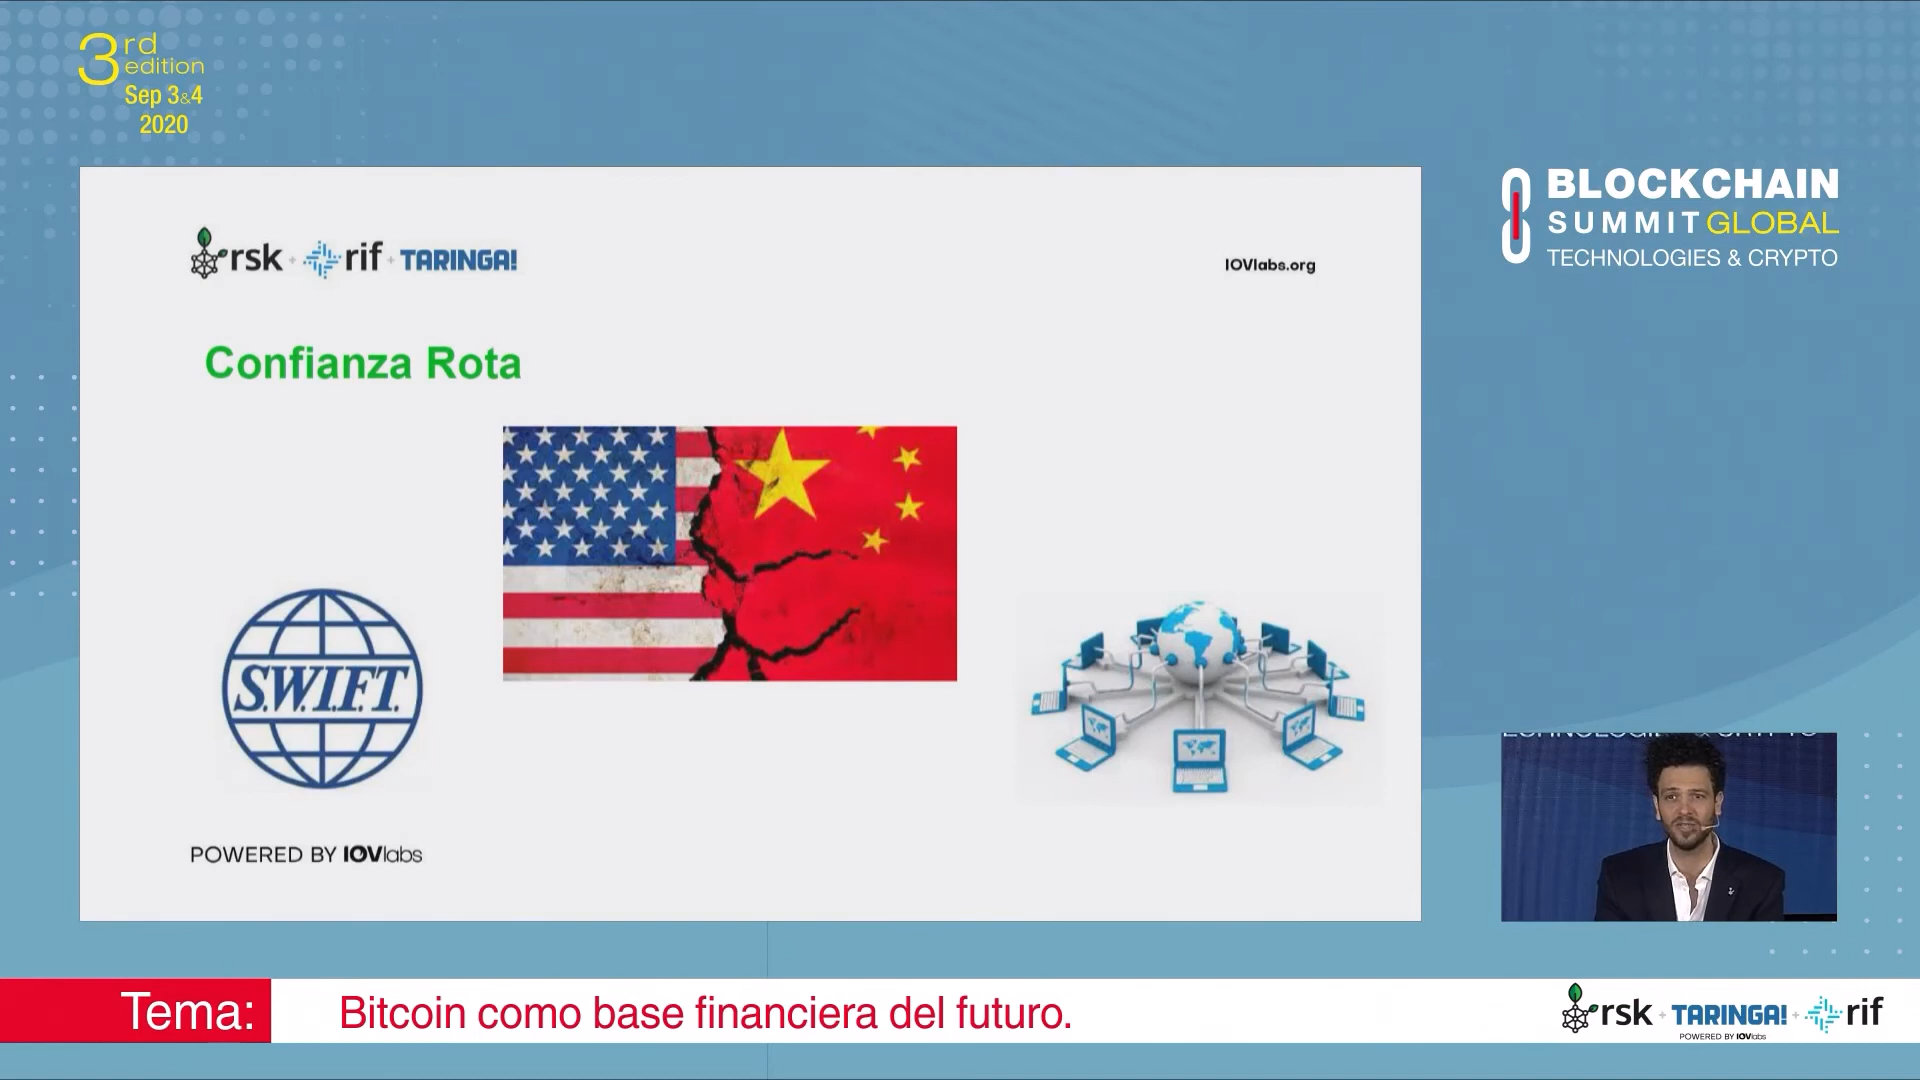 3rd
edition
Sep 3&4
2020
BLOCKCHAIN
SUMMIT GLOBAL
TECHNOLOGIES & CRYPTO
rsk + rif + TARINGA!
IOVlabs.org
Confianza Rota
S.W.I.F.T.
POWERED BY IOVlabs
Tema:
Bitcoin como base financiera del futuro.
rsk + TARINGA! + rif
POWERED BY IOVlabs